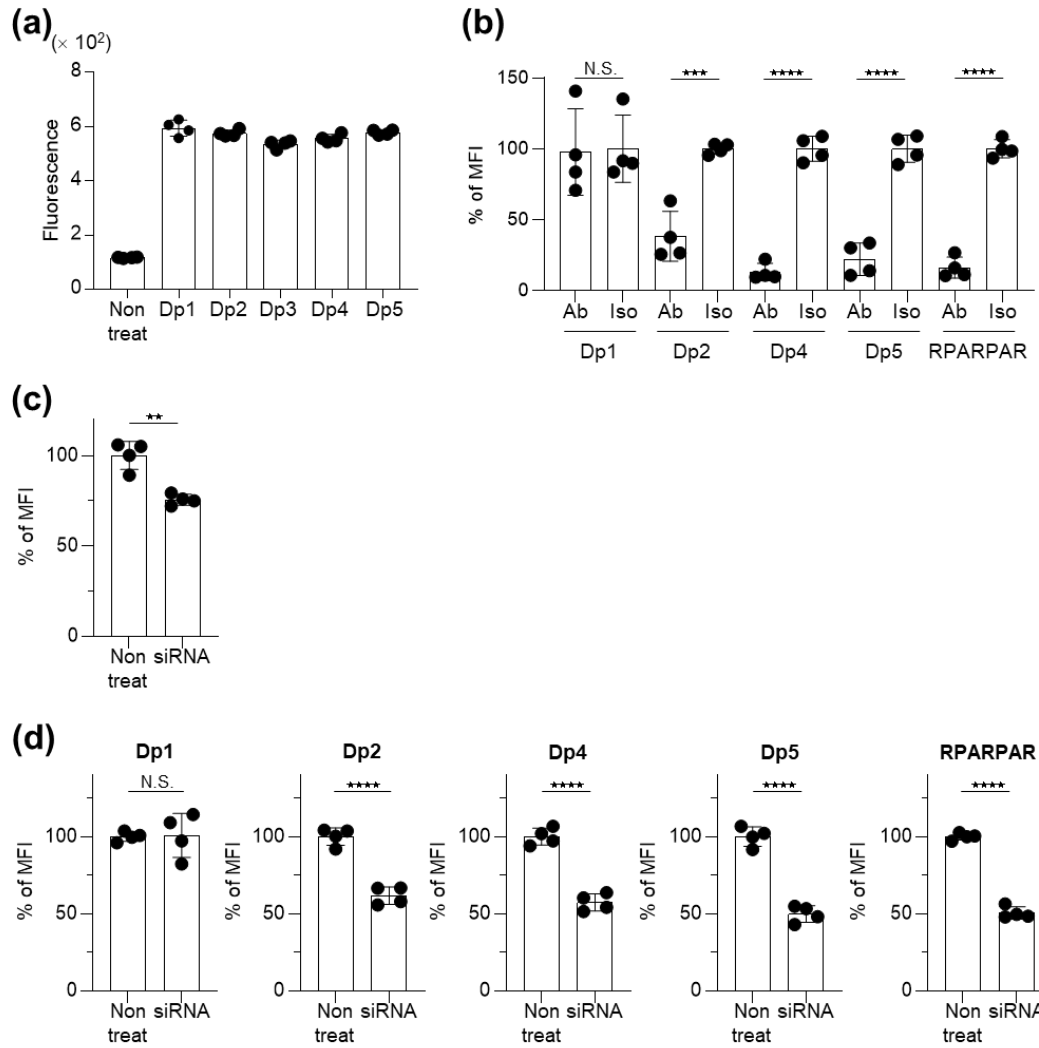 (a)
(× 10²)
Fluorescence
8
6
4
2
0
Non treat
Dp1
Dp2
Dp3
Dp4
Dp5
(b)
% of MFI
150
100
50
0
N.S.
★★★
★★★★
★★★★
★★★★
Ab Iso Ab Iso Ab Iso Ab Iso Ab Iso
Dp1 Dp2 Dp4 Dp5 RPARPAR
(c)
% of MFI
100
50
0
★★
Non siRNA
treat
(d)
Dp1
N.S.
% of MFI
100
50
0
Non siRNA
treat
Dp2
★★★★
% of MFI
100
50
0
Non siRNA
treat
Dp4
★★★★
% of MFI
100
50
0
Non siRNA
treat
Dp5
★★★★
% of MFI
100
50
0
Non siRNA
treat
RPARPAR
★★★★
% of MFI
100
50
0
Non siRNA
treat